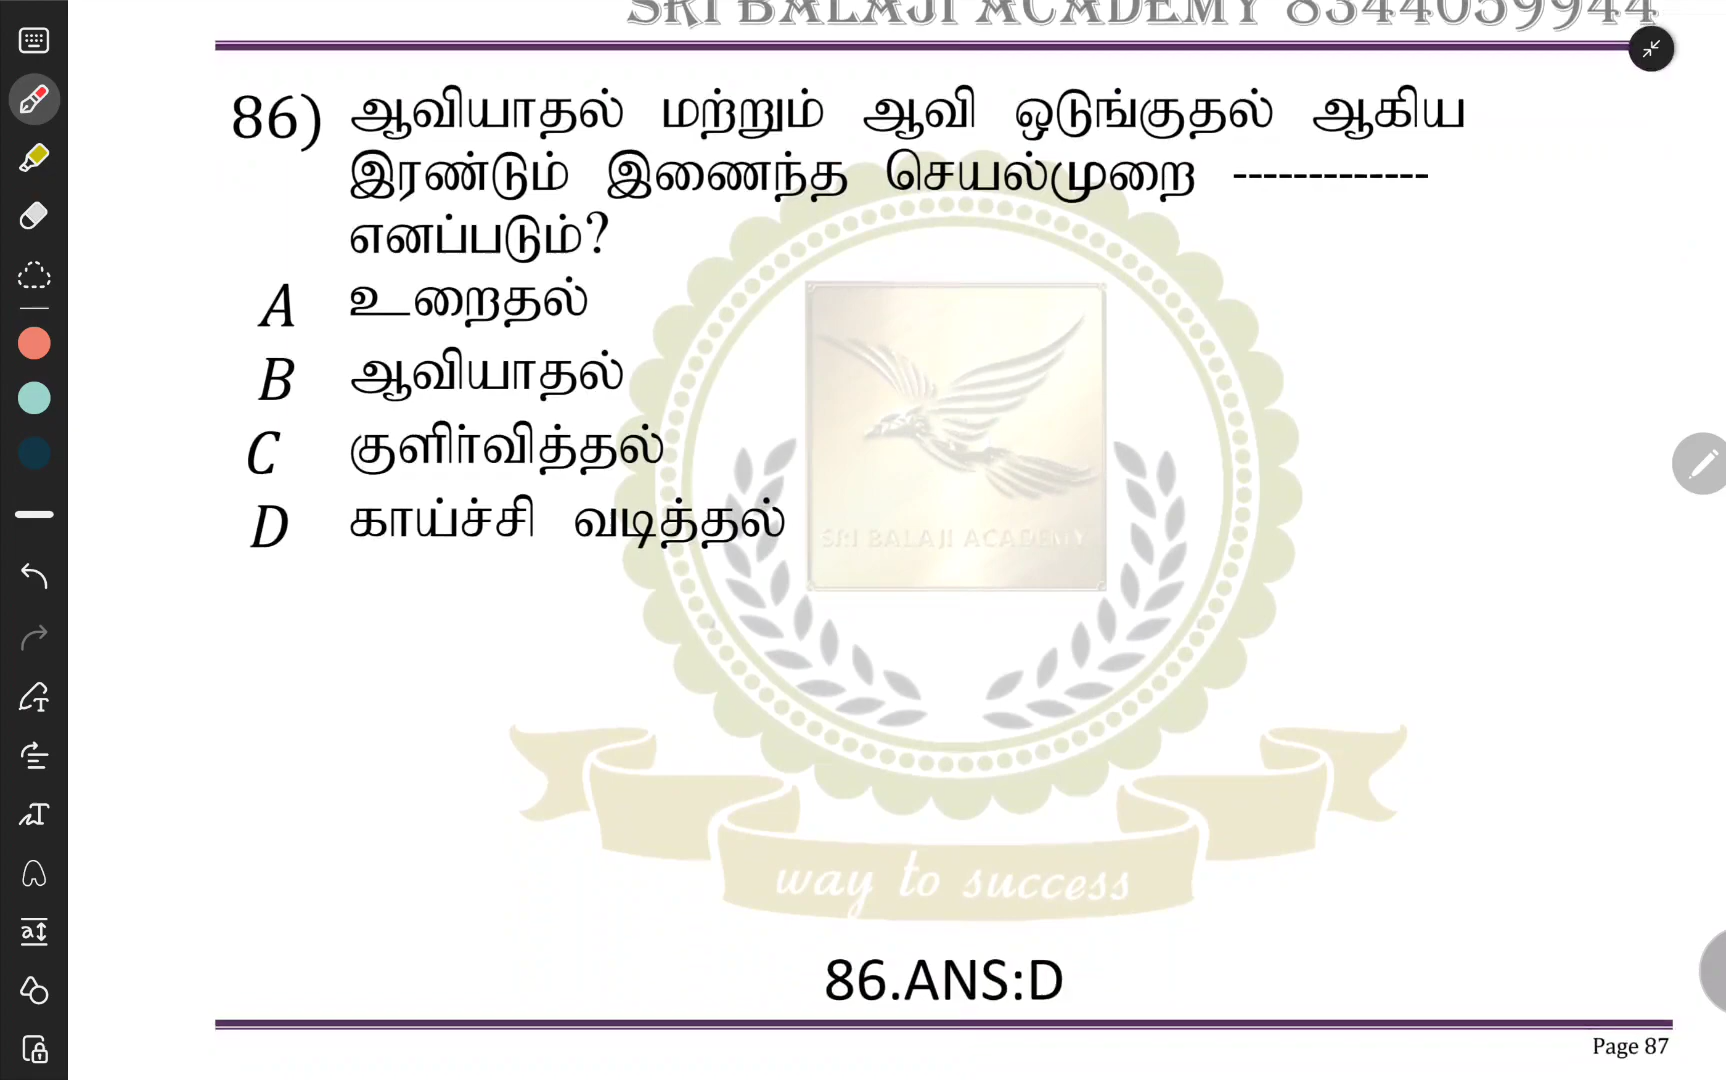 SRI BALAJI ACADEMY 8344059944
86) ஆவியாதல் மற்றும் ஆவி ஒடுங்குதல் ஆகிய
இரண்டும் இணைந்த செயல்முறை -------------
எனப்படும்?
A உறைதல்
B ஆவியாதல்
C குளிர்வித்தல்
D காய்ச்சி வடித்தல்
SRI BALAJI ACADEMY
way to success
86.ANS:D
Page 87